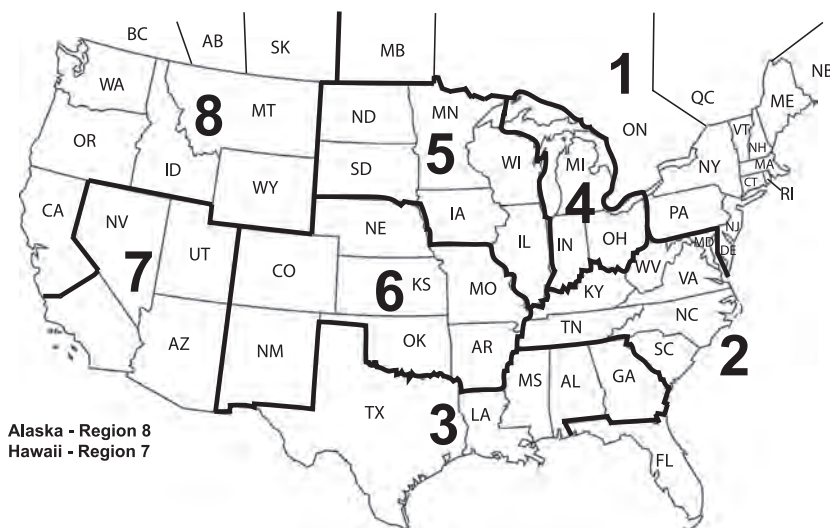 BC
AB
SK
MB
1
QC
NB
ON
WA
MT
ND
MN
ME
VT
NH
8
OR
ID
SD
5
WI
MI
NY
MA
CT
RI
WY
IA
4
PA
NJ
CA
NV
NE
IL
IN
OH
MD
DE
UT
CO
WV
7
6
KS
MO
KY
VA
AZ
NM
OK
AR
TN
NC
SC
2
MS
AL
GA
TX
3
LA
Alaska - Region 8
Hawaii - Region 7
FL